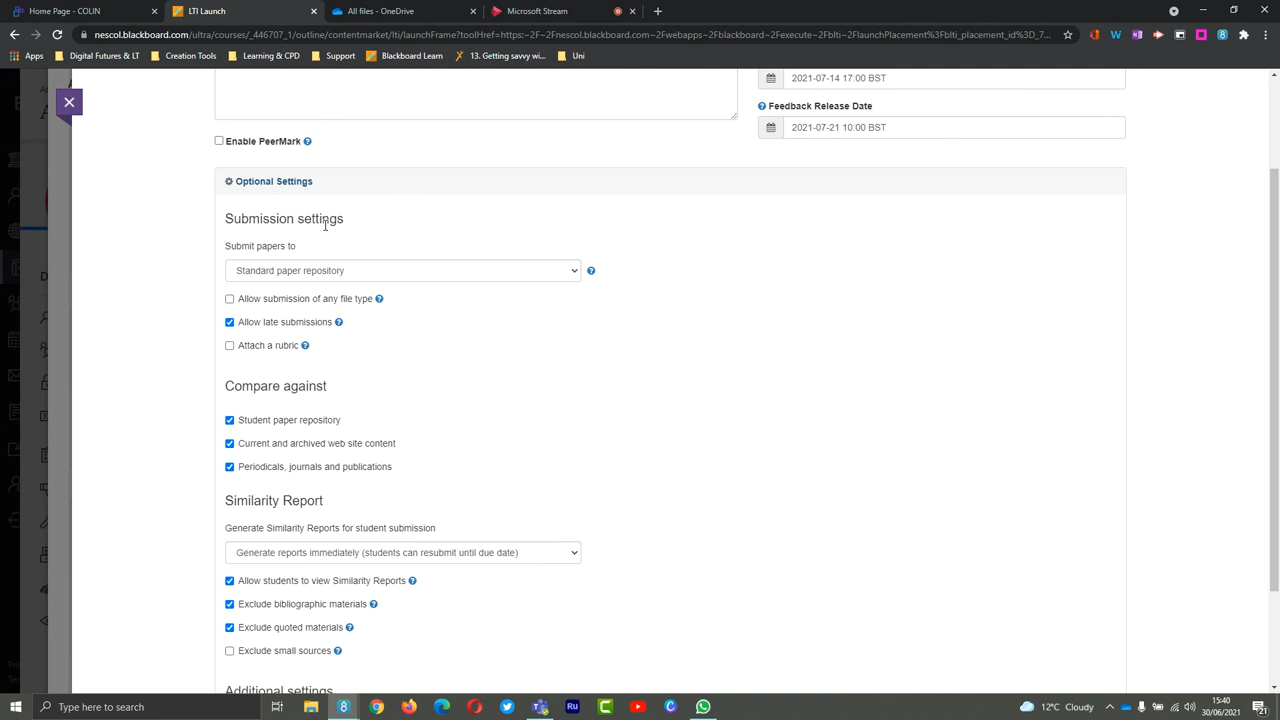 Home Page - COLIN
LTI Launch
All files - OneDrive
Microsoft Stream
nescol.blackboard.com/ultra/courses/_446707_1/outline/contentmarket/lti/launchFrame?toolHref=https:~2F~2Fnescol.blackboard.com~2Fwebapps~2Fblackboard~2Fexecute~2Fblti~2FlaunchPlacement%3Fblti_placement_id%3D_7...
Apps
Digital Futures & LT
Creation Tools
Learning & CPD
Support
Blackboard Learn
13. Getting savvy wi...
Uni
2021-07-14 17:00 BST
Feedback Release Date
2021-07-21 10:00 BST
Enable PeerMark
Optional Settings
Submission settings
Submit papers to
Standard paper repository
Allow submission of any file type
Allow late submissions
Attach a rubric
Compare against
Student paper repository
Current and archived web site content
Periodicals, journals and publications
Similarity Report
Generate Similarity Reports for student submission
Generate reports immediately (students can resubmit until due date)
Allow students to view Similarity Reports
Exclude bibliographic materials
Exclude quoted materials
Exclude small sources
Additional settings
Type here to search
12°C Cloudy
15:40
30/06/2021